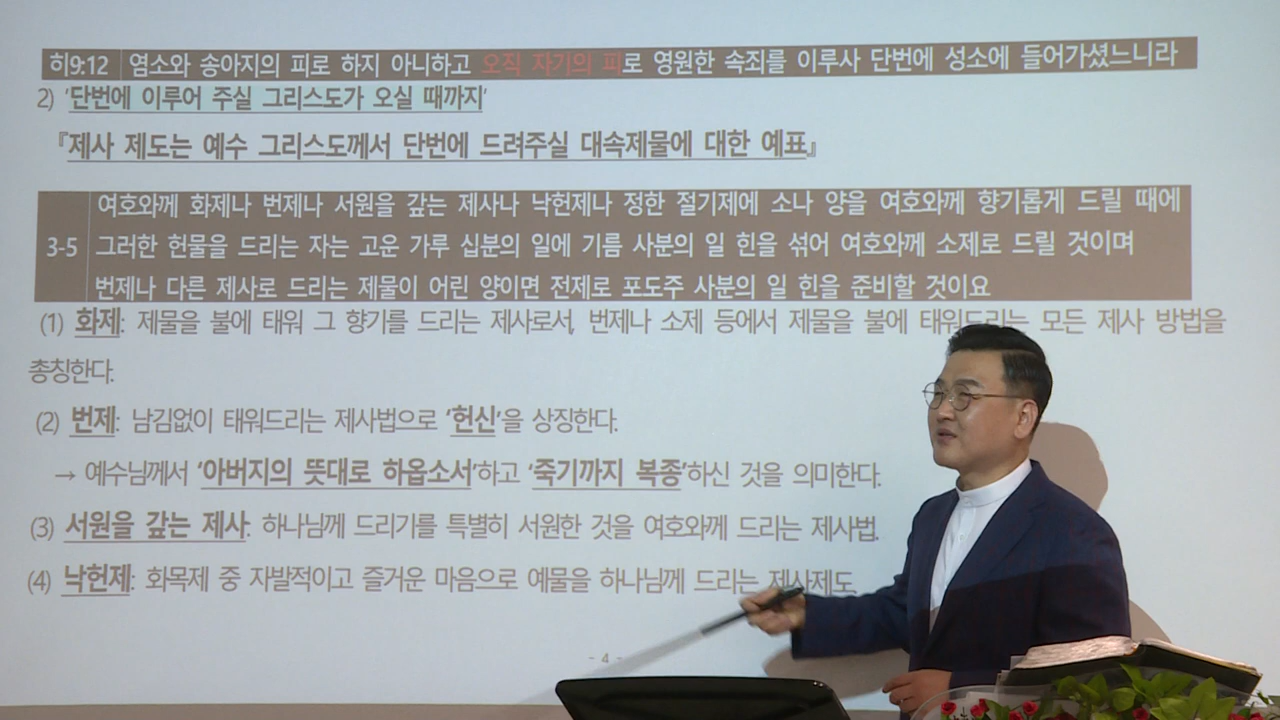 히9:12 염소와 송아지의 피로 하지 아니하고 오직 자기의 피로 영원한 속죄를 이루사 단번에 성소에 들어가셨느니라
2) '단번에 이루어 주실 그리스도가 오실 때까지'
『제사 제도는 예수 그리스도께서 단번에 드려주실 대속제물에 대한 예표』
여호와께 화제나 번제나 서원을 갚는 제사나 낙헌제나 정한 절기제에 소나 양을 여호와께 향기롭게 드릴 때에
3-5 그러한 헌물을 드리는 자는 고운 가루 십분의 일에 기름 사분의 일 힌을 섞어 여호와께 소제로 드릴 것이며
번제나 다른 제사로 드리는 제물이 어린 양이면 전제로 포도주 사분의 일 힌을 준비할 것이요
(1) 화제: 제물을 불에 태워 그 향기를 드리는 제사로서, 번제나 소제 등에서 제물을 불에 태워드리는 모든 제사 방법을
총칭한다.
(2) 번제: 남김없이 태워드리는 제사법으로 '헌신'을 상징한다.
→ 예수님께서 '아버지의 뜻대로 하옵소서'하고 '죽기까지 복종'하신 것을 의미한다.
(3) 서원을 갚는 제사: 하나님께 드리기를 특별히 서원한 것을 여호와께 드리는 제사법.
(4) 낙헌제: 화목제 중 자발적이고 즐거운 마음으로 예물을 하나님께 드리는 제사제도.
- 4 -